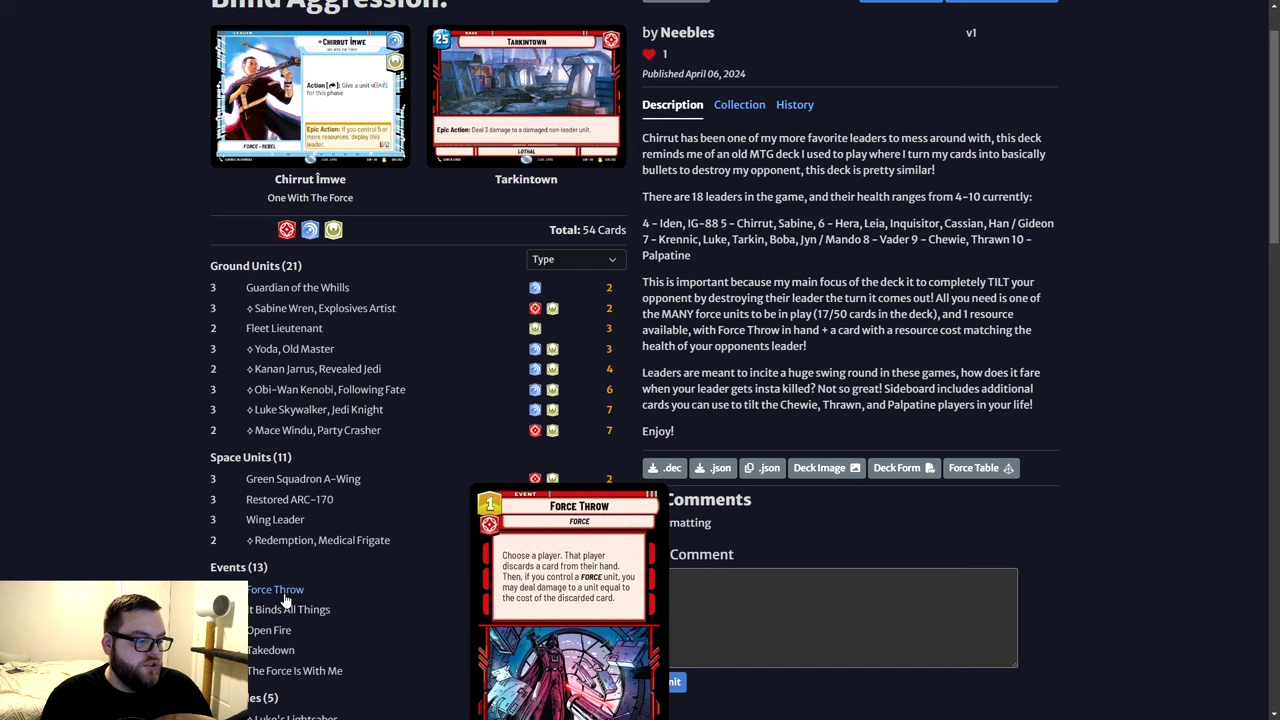 Blind Aggression!
CHIRRUT ÎMWE
ONE WITH THE FORCE
Action [ ]: Give a unit
for this phase.
Epic Action: If you control 5 or
more resources, deploy this
leader.
FORCE • REBEL
25
BASE
TARKINTOWN
Epic Action: Deal 3 damage to a damaged non-leader unit.
LOTHAL
Chirrut Îmwe
One With The Force
Tarkintown
Total: 54 Cards
Type
Ground Units (21)
3 Guardian of the Whills 2
3 Sabine Wren, Explosives Artist 2
2 Fleet Lieutenant 3
3 Yoda, Old Master 3
2 Kanan Jarrus, Revealed Jedi 4
3 Obi-Wan Kenobi, Following Fate 6
3 Luke Skywalker, Jedi Knight 7
2 Mace Windu, Party Crasher 7
Space Units (11)
3 Green Squadron A-Wing 2
3 Restored ARC-170
3 Wing Leader
2 Redemption, Medical Frigate
Events (13)
Force Throw
It Binds All Things
Open Fire
Takedown
The Force Is With Me
es (5)
Luke's Lightsaber
EVENT
1
FORCE THROW
FORCE
Choose a player. That player
discards a card from their hand.
Then, if you control a FORCE unit, you
may deal damage to a unit equal to
the cost of the discarded card.
by Neebles v1
1
Published April 06, 2024
Description Collection History
Chirrut has been one of my favorite leaders to mess around with, this deck
reminds me of an old MTG deck I used to play where I turn my cards into basically
bullets to destroy my opponent, this deck is pretty similar!
There are 18 leaders in the game, and their health ranges from 4-10 currently:
4 - Iden, IG-88 5 - Chirrut, Sabine, 6 - Hera, Leia, Inquisitor, Cassian, Han / Gideon
7 - Krennic, Luke, Tarkin, Boba, Jyn / Mando 8 - Vader 9 - Chewie, Thrawn 10 -
Palpatine
This is important because my main focus of the deck it to completely TILT your
opponent by destroying their leader the turn it comes out! All you need is one of
the MANY force units to be in play (17/50 cards in the deck), and 1 resource
available, with Force Throw in hand + a card with a resource cost matching the
health of your opponents leader!
Leaders are meant to incite a huge swing round in these games, how does it fare
when your leader gets insta killed? Not so great! Sideboard includes additional
cards you can use to tilt the Chewie, Thrawn, and Palpatine players in your life!
Enjoy!
.dec .json .json Deck Image Deck Form Force Table
Comments
matting
Comment
nit